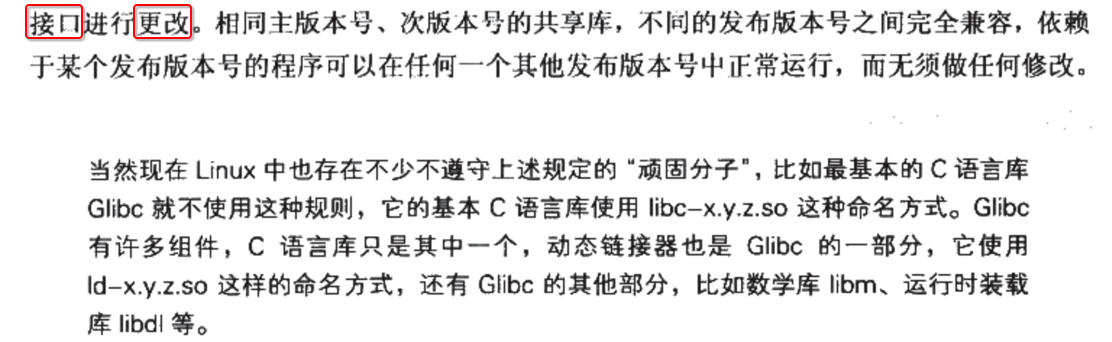 接口进行更改。相同主版本号、次版本号的共享库，不同的发布版本号之间完全兼容，依赖
于某个发布版本号的程序可以在任何一个其他发布版本号中正常运行，而无须做任何修改。
当然现在 Linux 中也存在不少不遵守上述规定的“顽固分子”，比如最基本的 C 语言库
Glibc 就不使用这种规则，它的基本 C 语言库使用 libc–x.y.z.so 这种命名方式。Glibc
有许多组件，C 语言库只是其中一个，动态链接器也是 Glibc 的一部分，它使用
ld–x.y.z.so 这样的命名方式，还有 Glibc 的其他部分，比如数学库 libm、运行时装载
库 libdl 等。